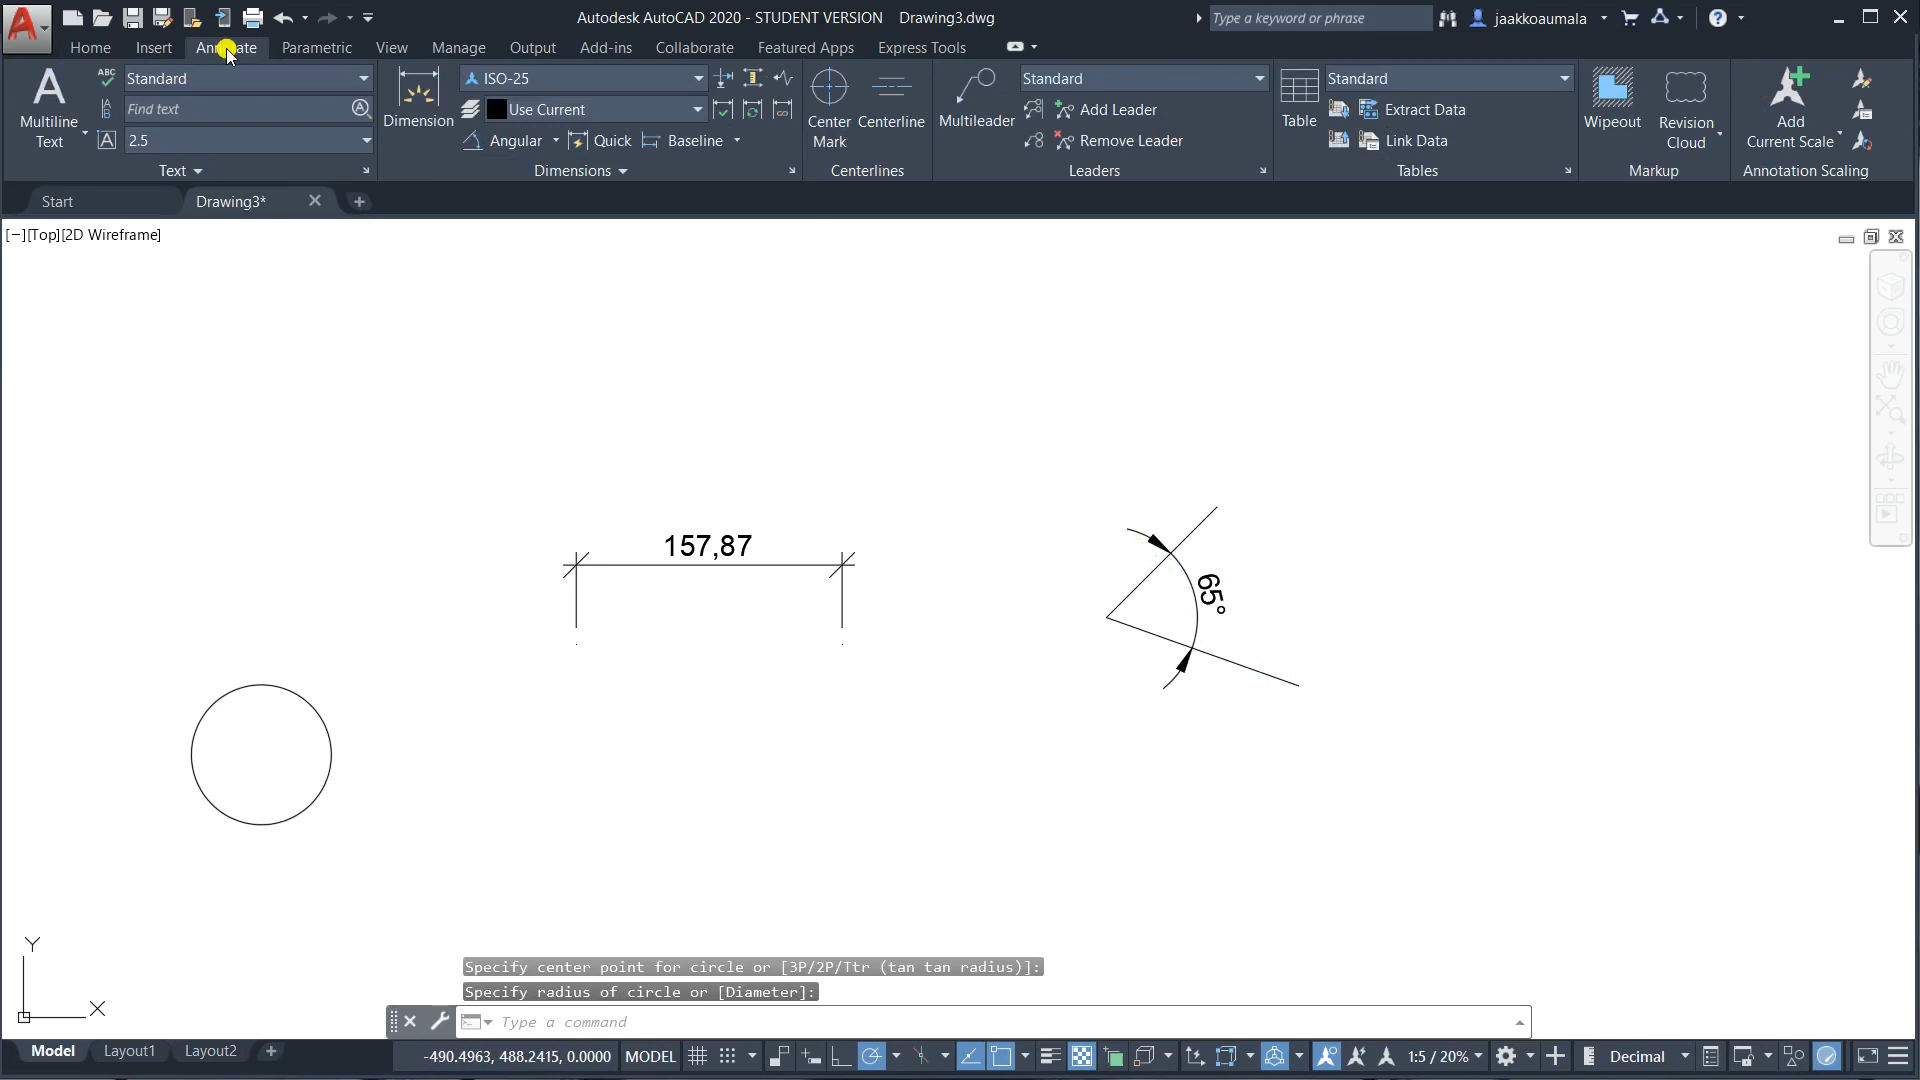 Autodesk AutoCAD 2020 - STUDENT VERSION Drawing3.dwg
Type a keyword or phrase
jaakkoaumala
Home Insert Parametric View Manage Output Add-ins Collaborate Featured Apps Express Tools
A
Multiline
Text
ABC
Standard
Find text
2.5
Text
Dimension
ISO-25
Use Current
Angular
Quick
Baseline
Dimensions
Center
Mark
Centerline
Centerlines
Multileader
Standard
Add Leader
Remove Leader
Leaders
Table
Standard
Extract Data
Link Data
Tables
Wipeout
Revision
Cloud
Markup
Add
Current Scale
Annotation Scaling
Start
Drawing3*
[−][Top][2D Wireframe]
157,87
65°
Y
X
Specify center point for circle or [3P/2P/Ttr (tan tan radius)]:
Specify radius of circle or [Diameter]:
Type a command
Model Layout1 Layout2
-490.4963, 488.2415, 0.0000 MODEL
1:5 / 20%
Decimal